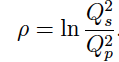 ρ = ln Q_s^2 / Q_p^2.